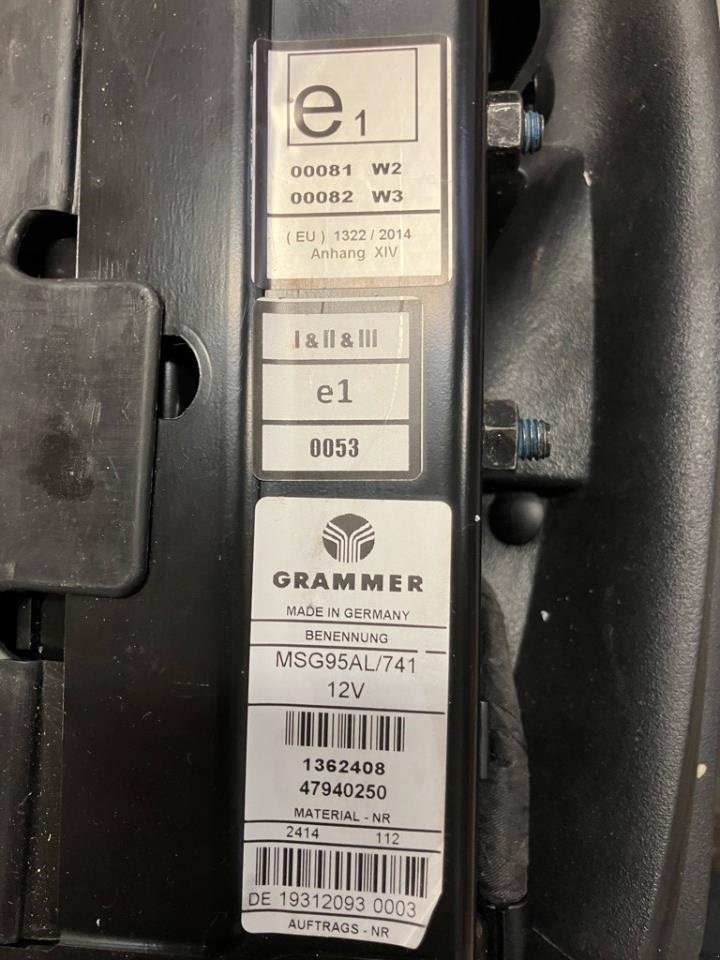 e 1
00081 W2
00082 W3
( EU ) 1322 / 2014
Anhang XIV
I & II & III
e1
0053
GRAMMER
MADE IN GERMANY
BENENNUNG
MSG95AL/741
12V
1362408
47940250
MATERIAL - NR
2414 112
DE 19312093 0003
AUFTRAGS - NR